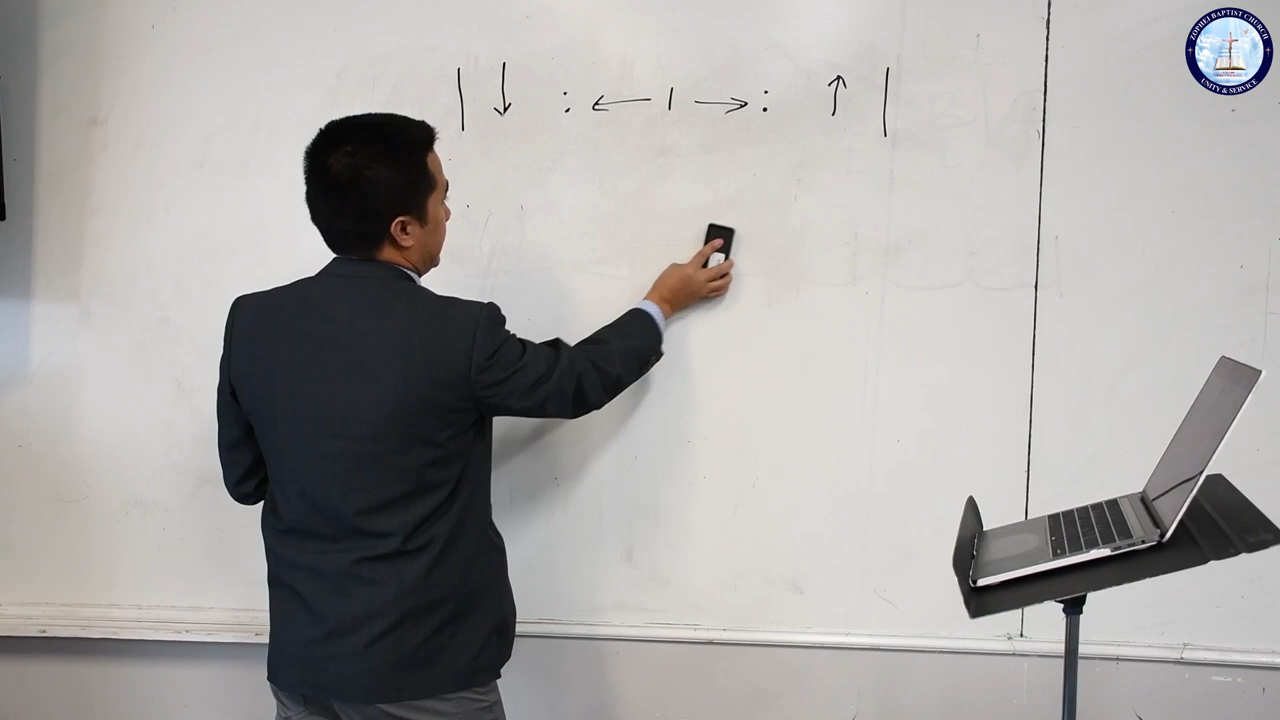 | ↓ : ← | → : ↑ |
ZOPHEI BAPTIST CHURCH
UNITY & SERVICE